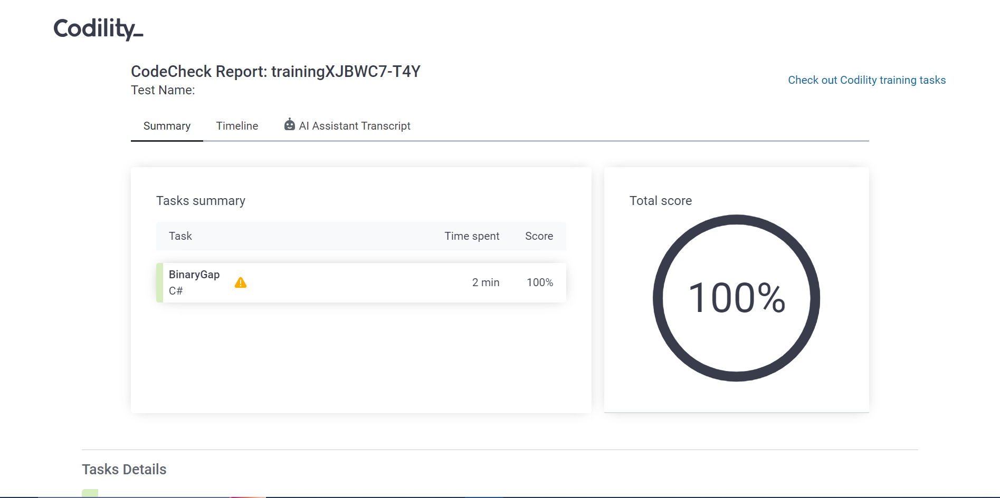 Codility_
CodeCheck Report: trainingXJBWC7-T4Y
Test Name:
Check out Codility training tasks
Summary
Timeline
AI Assistant Transcript
Tasks summary
Task Time spent Score
BinaryGap
C#
2 min 100%
Total score
100%
Tasks Details